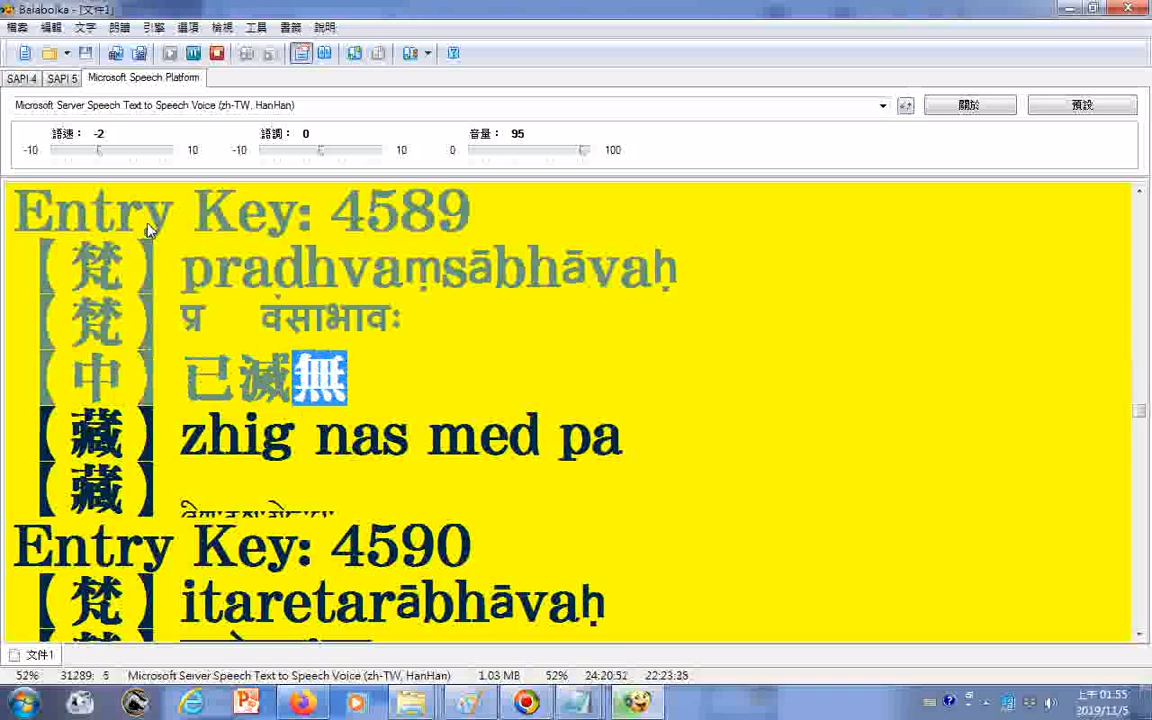 Balabolka - [文件1]
檔案 編輯 文字 朗讀 引擎 選項 檢視 工具 書籤 說明
SAPI 4 SAPI 5 Microsoft Speech Platform
Microsoft Server Speech Text to Speech Voice (zh-TW, HanHan) 關於 預設
語速： -2 語調： 0 音量： 95
-10 10 -10 10 0 100
Entry Key: 4589
【梵】 pradhvaṃsābhāvaḥ
【梵】 प्र वंसाभावः
【中】 已滅無
【藏】 zhig nas med pa
【藏】
Entry Key: 4590
【梵】 itaretarābhāvaḥ
文件1
52% 31289: 5 Microsoft Server Speech Text to Speech Voice (zh-TW, HanHan) 1.03 MB 52% 24:20:52 22:23:25
上午 01:55
2019/11/5